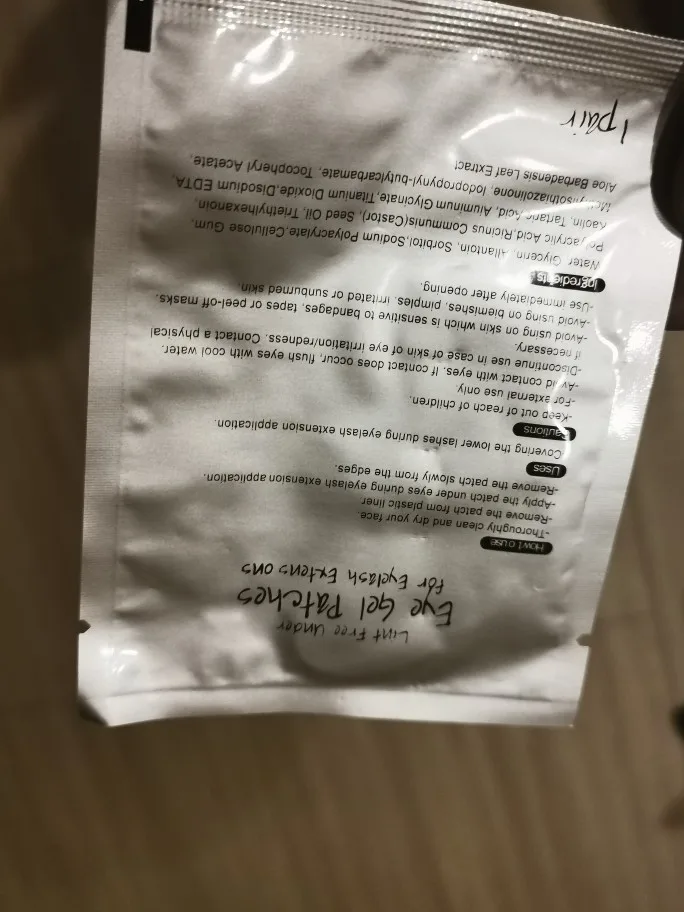 Lint Free Under
Eye Gel Patches
For Eyelash Extens ons
How to use
-Thoroughly clean and dry your face.
-Remove the patch from plastic liner
-Apply the patch under eyes during eyelash extension application.
-Remove the patch slowly from the edges.
Uses
Covering the lower lashes during eyelash extension application.
Cautions
-Keep out of reach of children.
-For external use only.
-Avoid contact with eyes. If contact does occur, flush eyes with cool water.
-Discontinue use in case of skin of eye irritation/redness. Contact a physical
if necessary.
-Avoid using on skin which is sensitive to bandages, tapes or peel-off masks.
-Avoid using on blemishes, pimples, irritated or sunburned skin.
-Use immediately after opening.
Ingredients
Water, Glycerin, Allantoin, Sorbitol,Sodium Polyacrylate,Cellulose Gum,
Polyacrylic Acid,Ricinus Communis(Castor), Seed Oil, Triethylhexanoin,
Kaolin, Tartaric Acid, Aluminum Glycinate,Titanium Dioxide,Disodium EDTA,
Methylisothiazolinone, Iodopropynyl-butylcarbamate, Tocopheryl Acetate,
Aloe Barbadensis Leaf Extract
1 pair